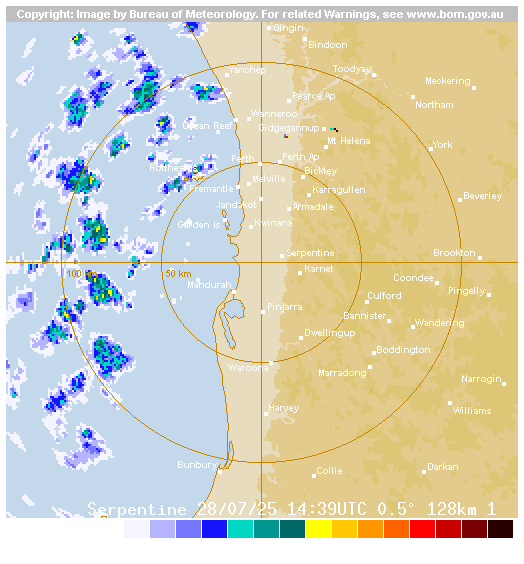 Copyright: Image by Bureau of Meteorology. For related Warnings, see www.bom.gov.au
Gingin
Bindoon
Yanchep
Toodyay
Meckering
Pearce Ap
Northam
Wanneroo
Ocean Reef
Gidgegannup
Mt Helena
York
Perth
Perth Ap
Rottnest
Bickley
Melville
Fremantle
Karragullen
Beverley
Jandakot
Armadale
Garden Is
Kwinana
Serpentine
Brookton
100 km
50 km
Karnet
Mandurah
Coondee
Pingelly
Culford
Pinjarra
Bannister
Wandering
Dwellingup
Boddington
Waroona
Marradong
Narrogin
Harvey
Williams
Bunbury
Collie
Darkan
Serpentine 28/07/25 14:39UTC 0.5° 128km 1